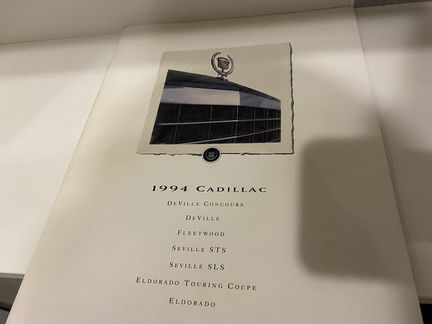 1994 CADILLAC
DEVILLE CONCOURS
DEVILLE
FLEETWOOD
SEVILLE STS
SEVILLE SLS
ELDORADO TOURING COUPE
ELDORADO